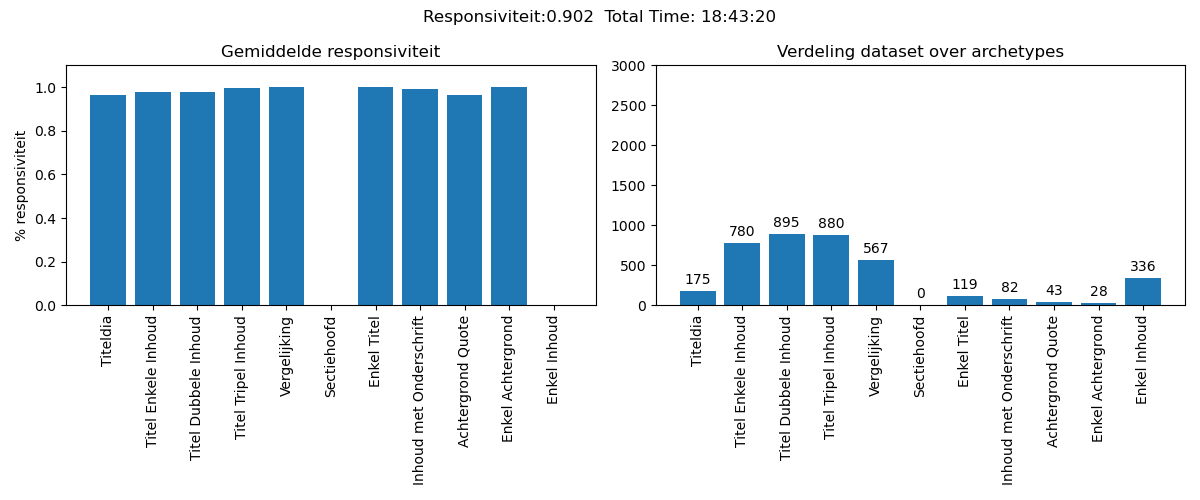 Responsiviteit:0.902  Total Time: 18:43:20
Gemiddelde responsiviteit
% responsiviteit
1.0
0.8
0.6
0.4
0.2
0.0
Titeldia
Titel Enkele Inhoud
Titel Dubbele Inhoud
Titel Tripel Inhoud
Vergelijking
Sectiehoofd
Enkel Titel
Inhoud met Onderschrift
Achtergrond Quote
Enkel Achtergrond
Enkel Inhoud
Verdeling dataset over archetypes
3000
2500
2000
1500
1000
500
0
175
780
895
880
567
0
119
82
43
28
336
Titeldia
Titel Enkele Inhoud
Titel Dubbele Inhoud
Titel Tripel Inhoud
Vergelijking
Sectiehoofd
Enkel Titel
Inhoud met Onderschrift
Achtergrond Quote
Enkel Achtergrond
Enkel Inhoud